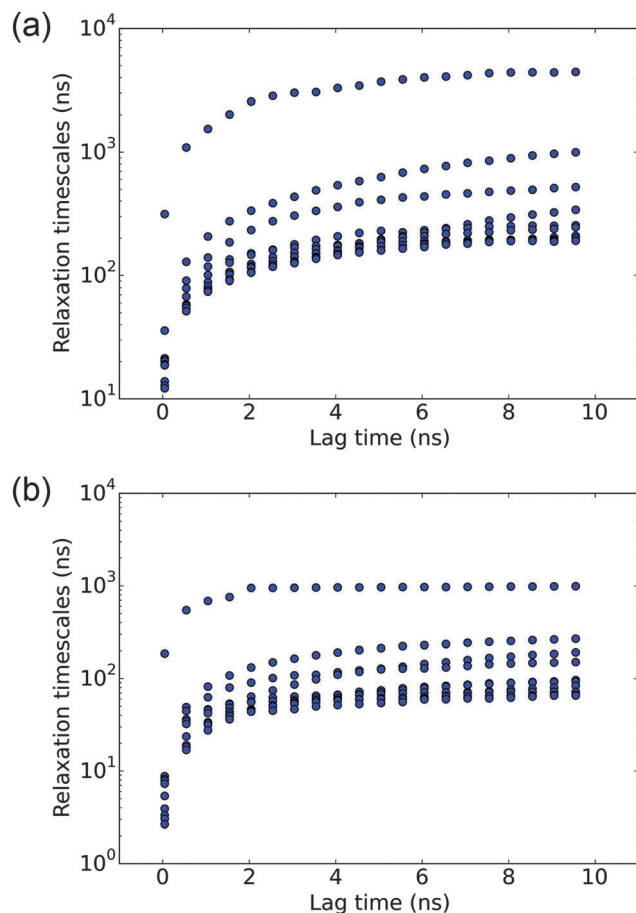 (a)
10⁴
10³
10²
10¹
Relaxation timescales (ns)
0 2 4 6 8 10
Lag time (ns)
(b)
10⁴
10³
10²
10¹
10⁰
Relaxation timescales (ns)
0 2 4 6 8 10
Lag time (ns)